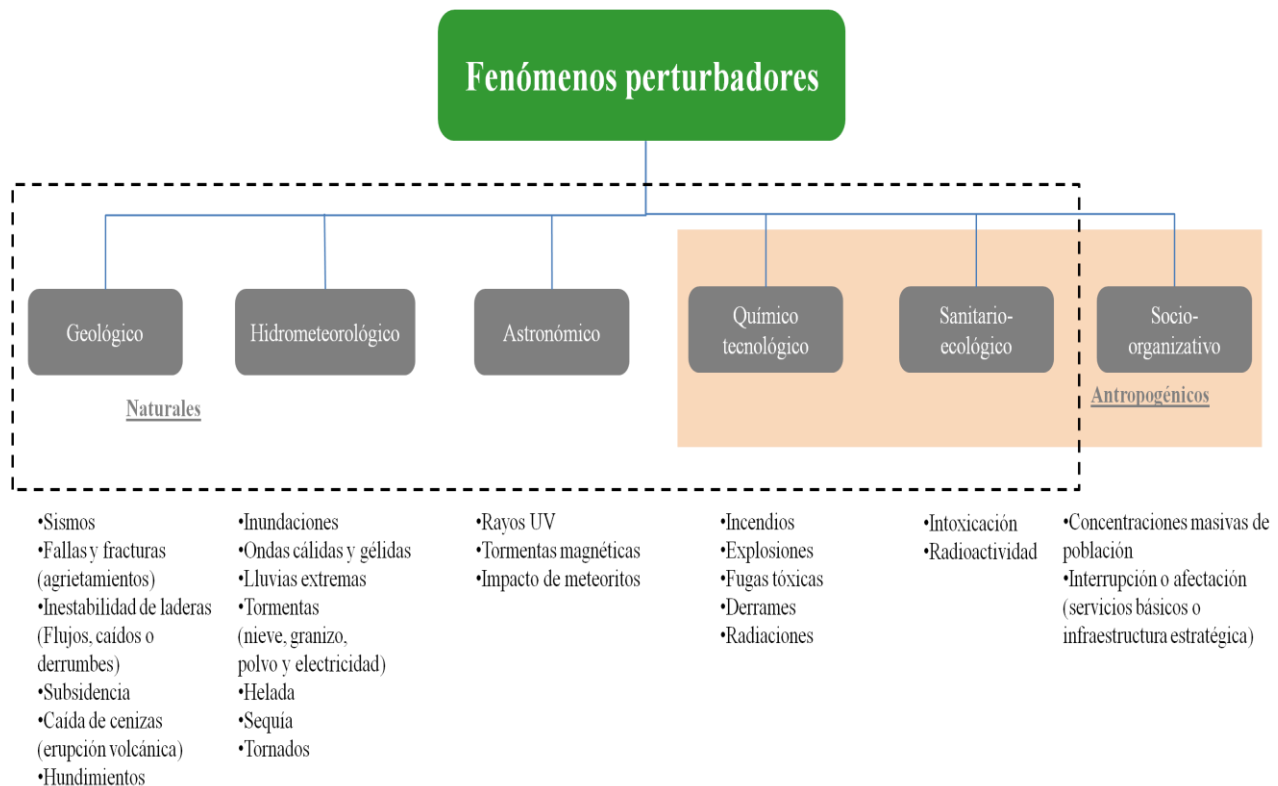 Fenómenos perturbadores
Geológico
Hidrometeorológico
Astronómico
Químico
tecnológico
Sanitario-
ecológico
Socio-
organizativo
Naturales
Antropogénicos
•Sismos
•Fallas y fracturas
(agrietamientos)
•Inestabilidad de laderas
(Flujos, caídos o
derrumbes)
•Subsidencia
•Caída de cenizas
(erupción volcánica)
•Hundimientos
•Inundaciones
•Ondas cálidas y gélidas
•Lluvias extremas
•Tormentas
(nieve, granizo,
polvo y electricidad)
•Helada
•Sequía
•Tornados
•Rayos UV
•Tormentas magnéticas
•Impacto de meteoritos
•Incendios
•Explosiones
•Fugas tóxicas
•Derrames
•Radiaciones
•Intoxicación
•Radioactividad
•Concentraciones masivas de
población
•Interrupción o afectación
(servicios básicos o
infraestructura estratégica)